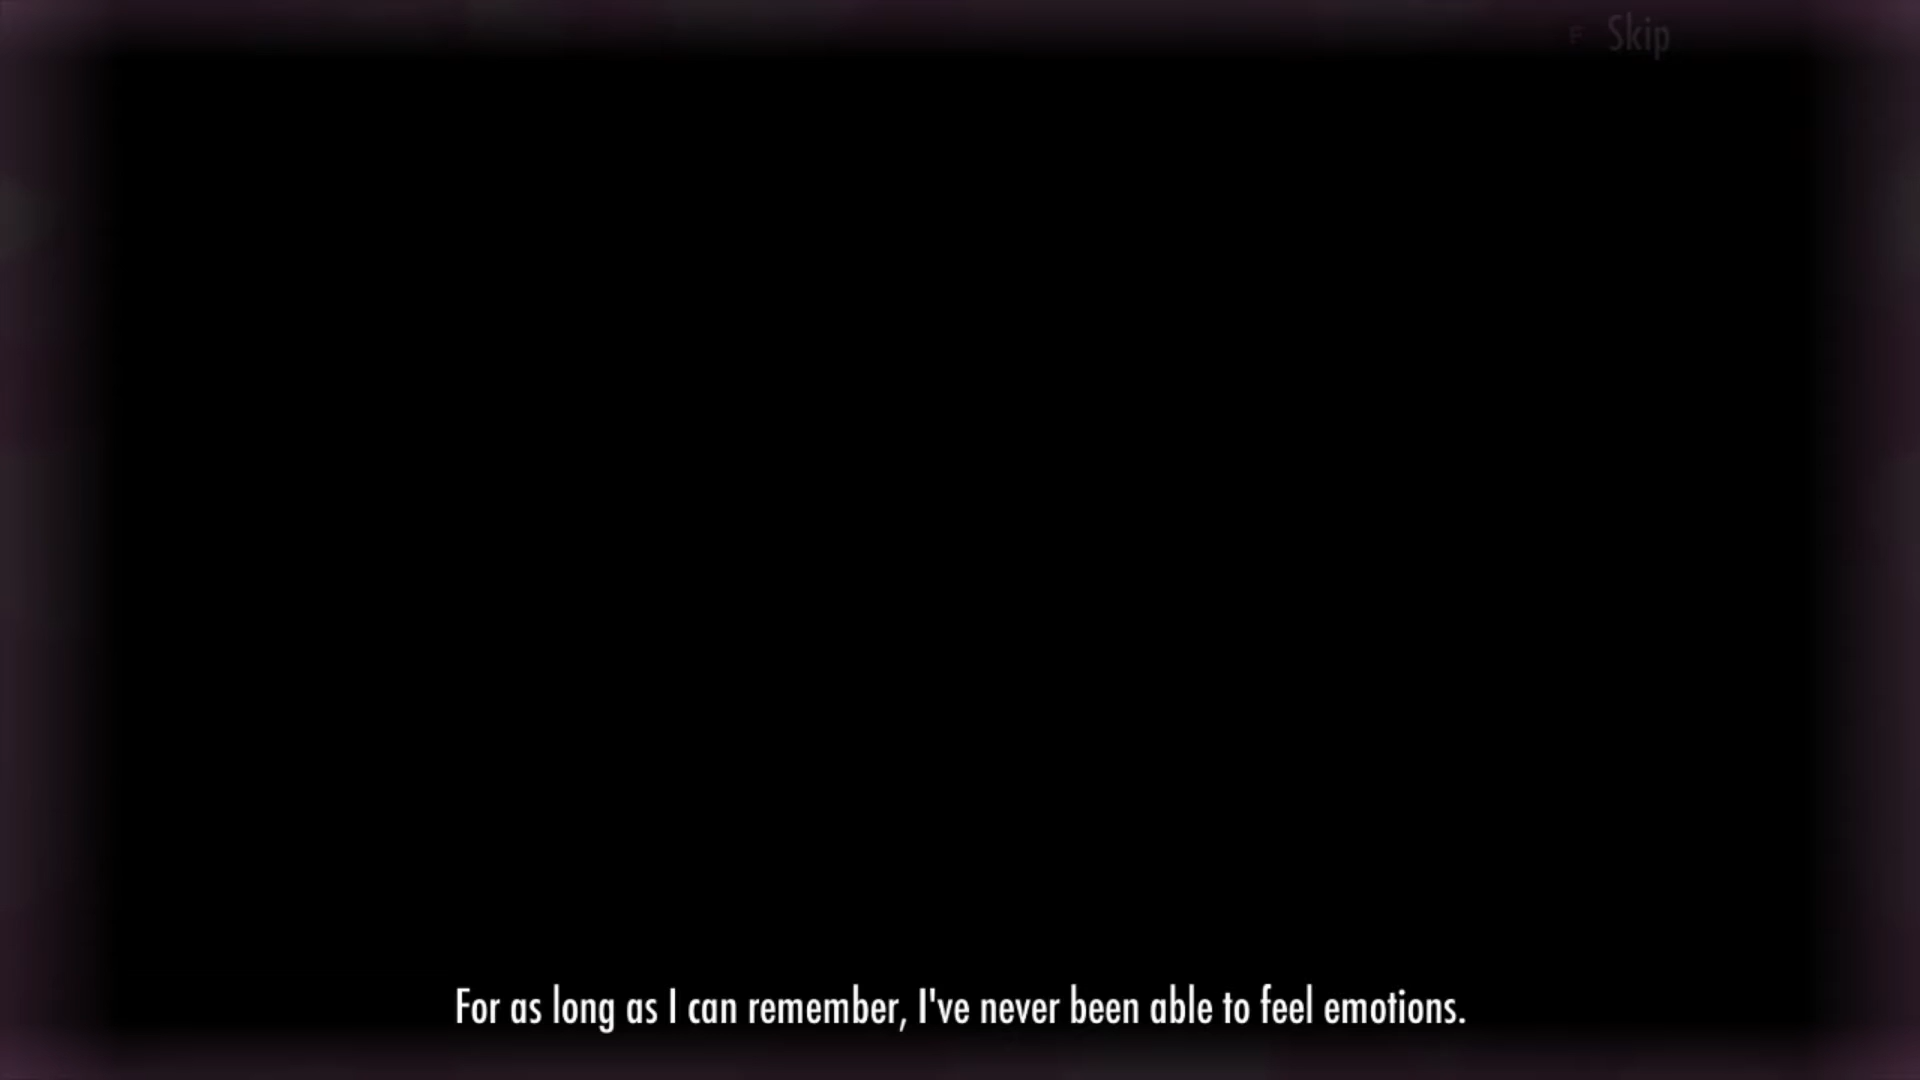 F Skip
For as long as I can remember, I've never been able to feel emotions.